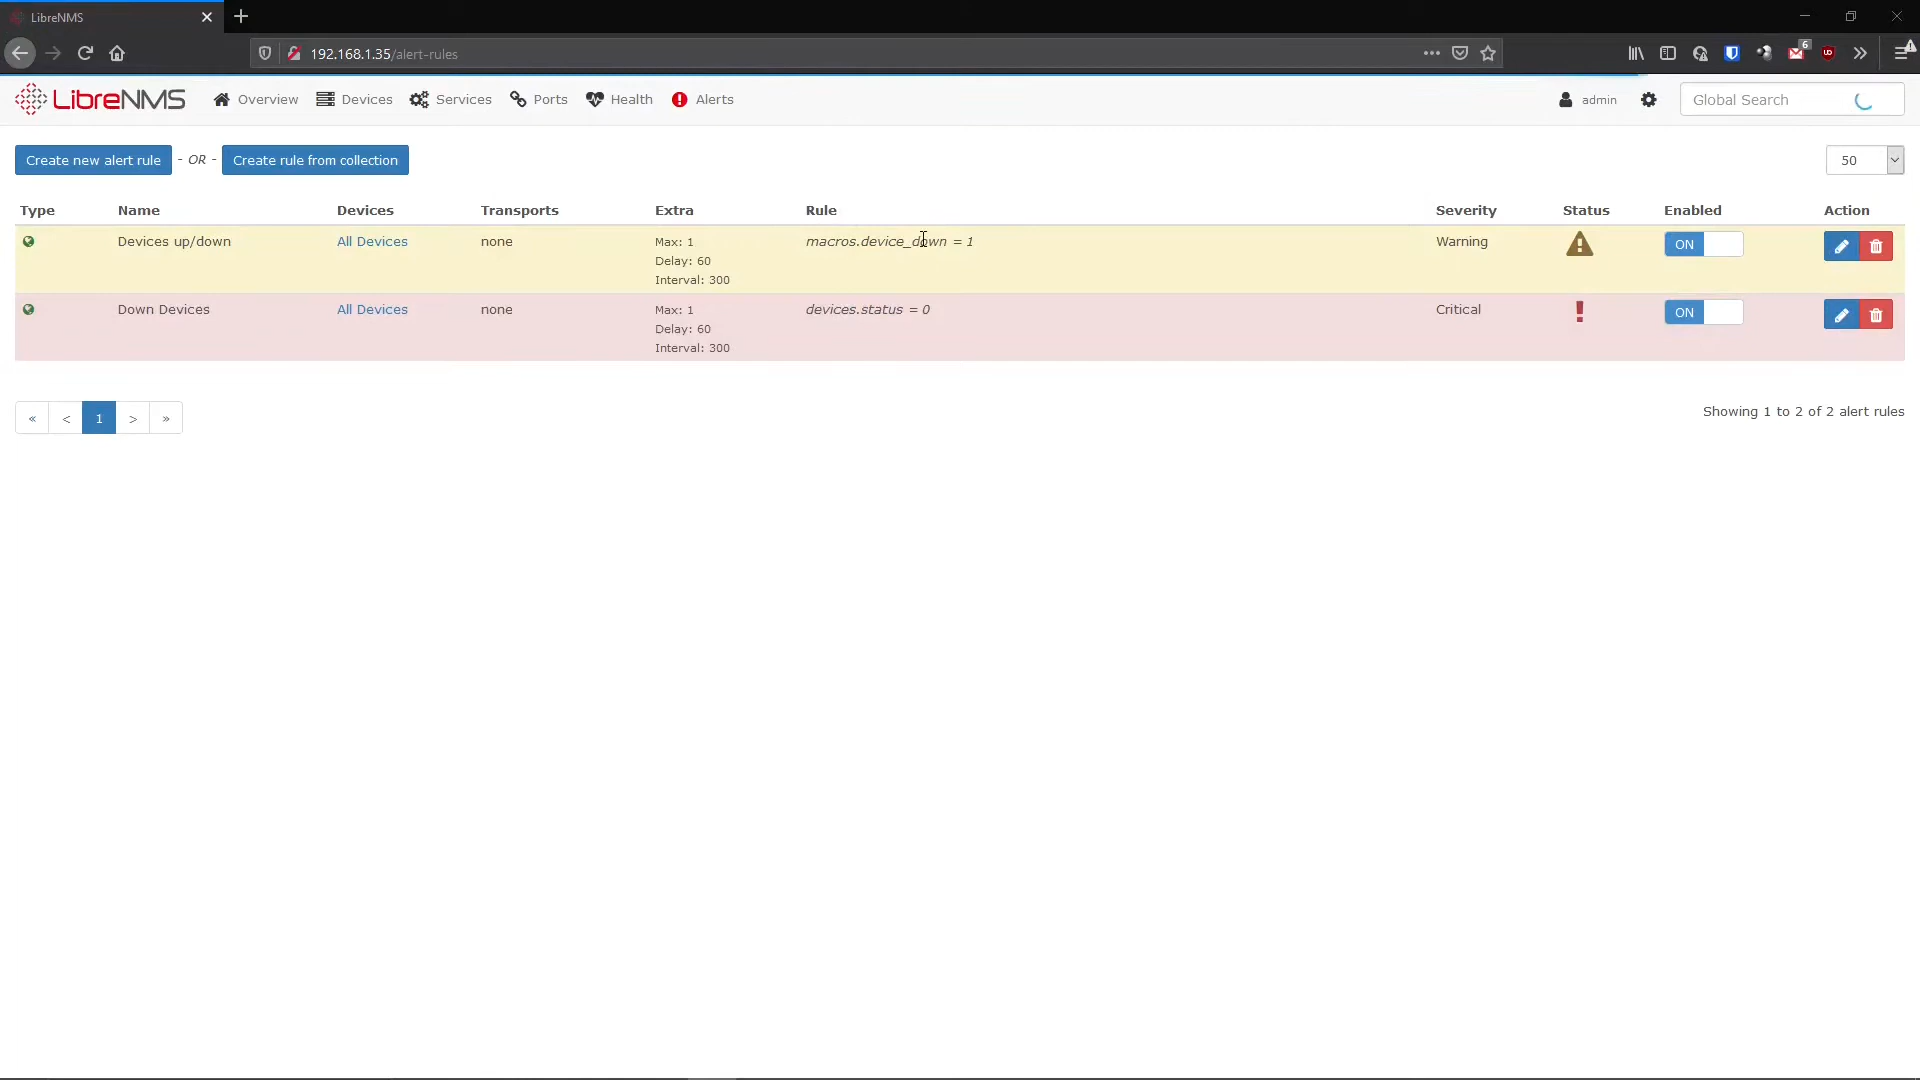 LibreNMS
192.168.1.35/alert-rules
6
LibreNMS Overview Devices Services Ports Health Alerts admin Global Search
Create new alert rule - OR - Create rule from collection 50
Type Name Devices Transports Extra Rule Severity Status Enabled Action
Devices up/down All Devices none Max: 1 macros.device_down = 1 Warning ON
Delay: 60
Interval: 300
Down Devices All Devices none Max: 1 devices.status = 0 Critical ON
Delay: 60
Interval: 300
« < 1 > » Showing 1 to 2 of 2 alert rules